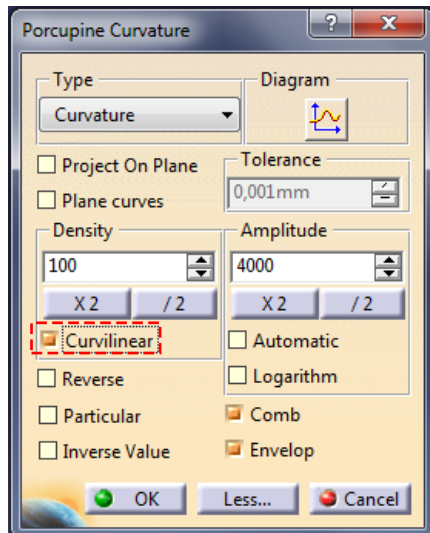 Porcupine Curvature
? X
Type
Diagram
Curvature
Project On Plane
Tolerance
Plane curves
0,001mm
Density
Amplitude
100
4000
X 2
/ 2
X 2
/ 2
Curvilinear
Automatic
Reverse
Logarithm
Particular
Comb
Inverse Value
Envelop
OK
Less...
Cancel